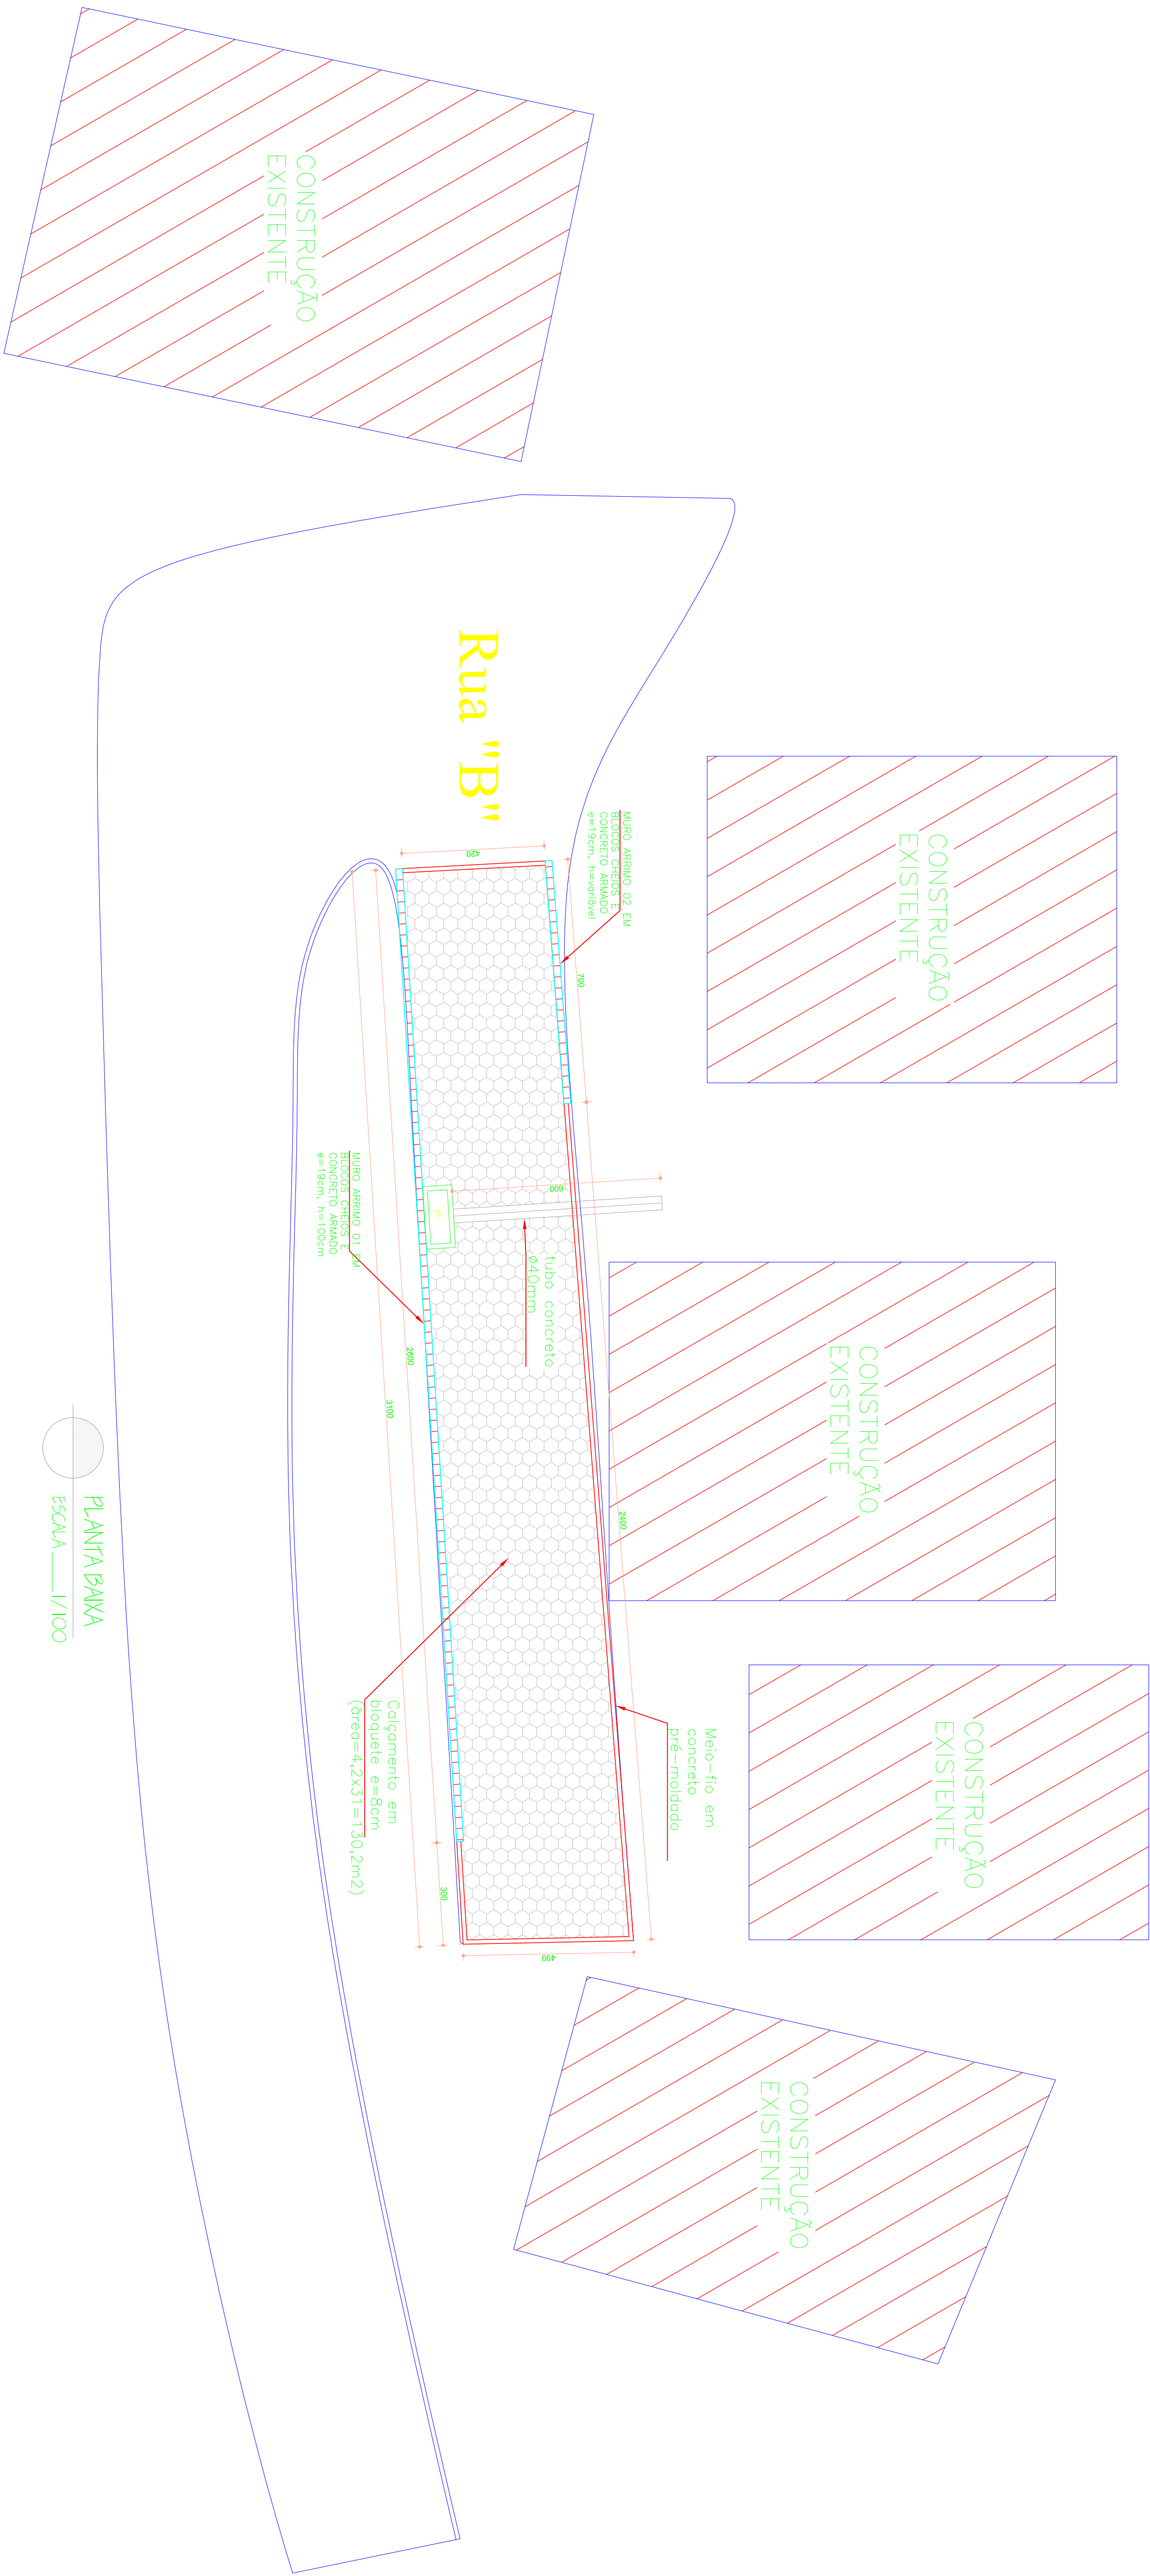 CONSTRUÇÃO
EXISTENTE
Rua "B"
CONSTRUÇÃO
EXISTENTE
MURO ARRIMO 02 EM
BLOCOS CHEIOS E
CONCRETO ARMADO
e=19cm, h=variável
420
700
MURO ARRIMO 01 EM
BLOCOS CHEIOS E
CONCRETO ARMADO
e=19cm, h=100cm
600
tubo concreto
Ø40mm
CONSTRUÇÃO
EXISTENTE
2800
3100
2400
Meio-fio em
concreto
pré-moldado
Calçamento em
bloquete e=8cm
(área=4,2x31=130,2m2)
300
490
CONSTRUÇÃO
EXISTENTE
CONSTRUÇÃO
EXISTENTE
PLANTA BAIXA
ESCALA ____1/100